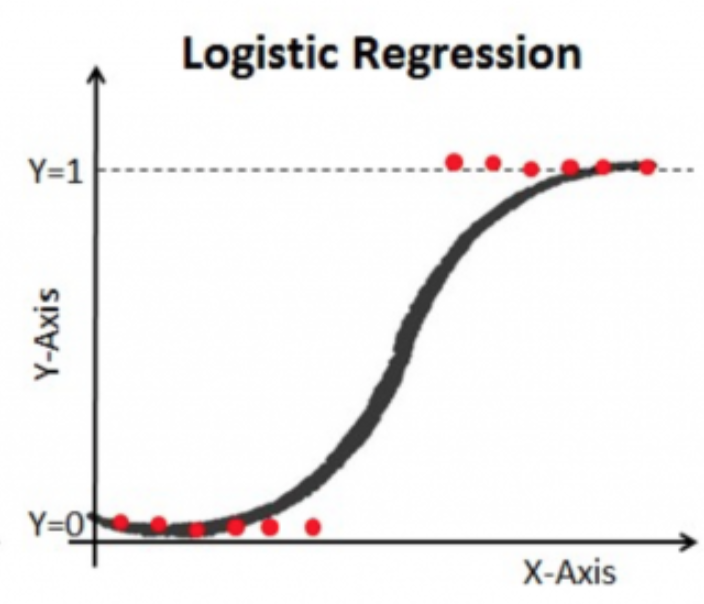 Logistic Regression
Y=1
Y-Axis
Y=0
X-Axis